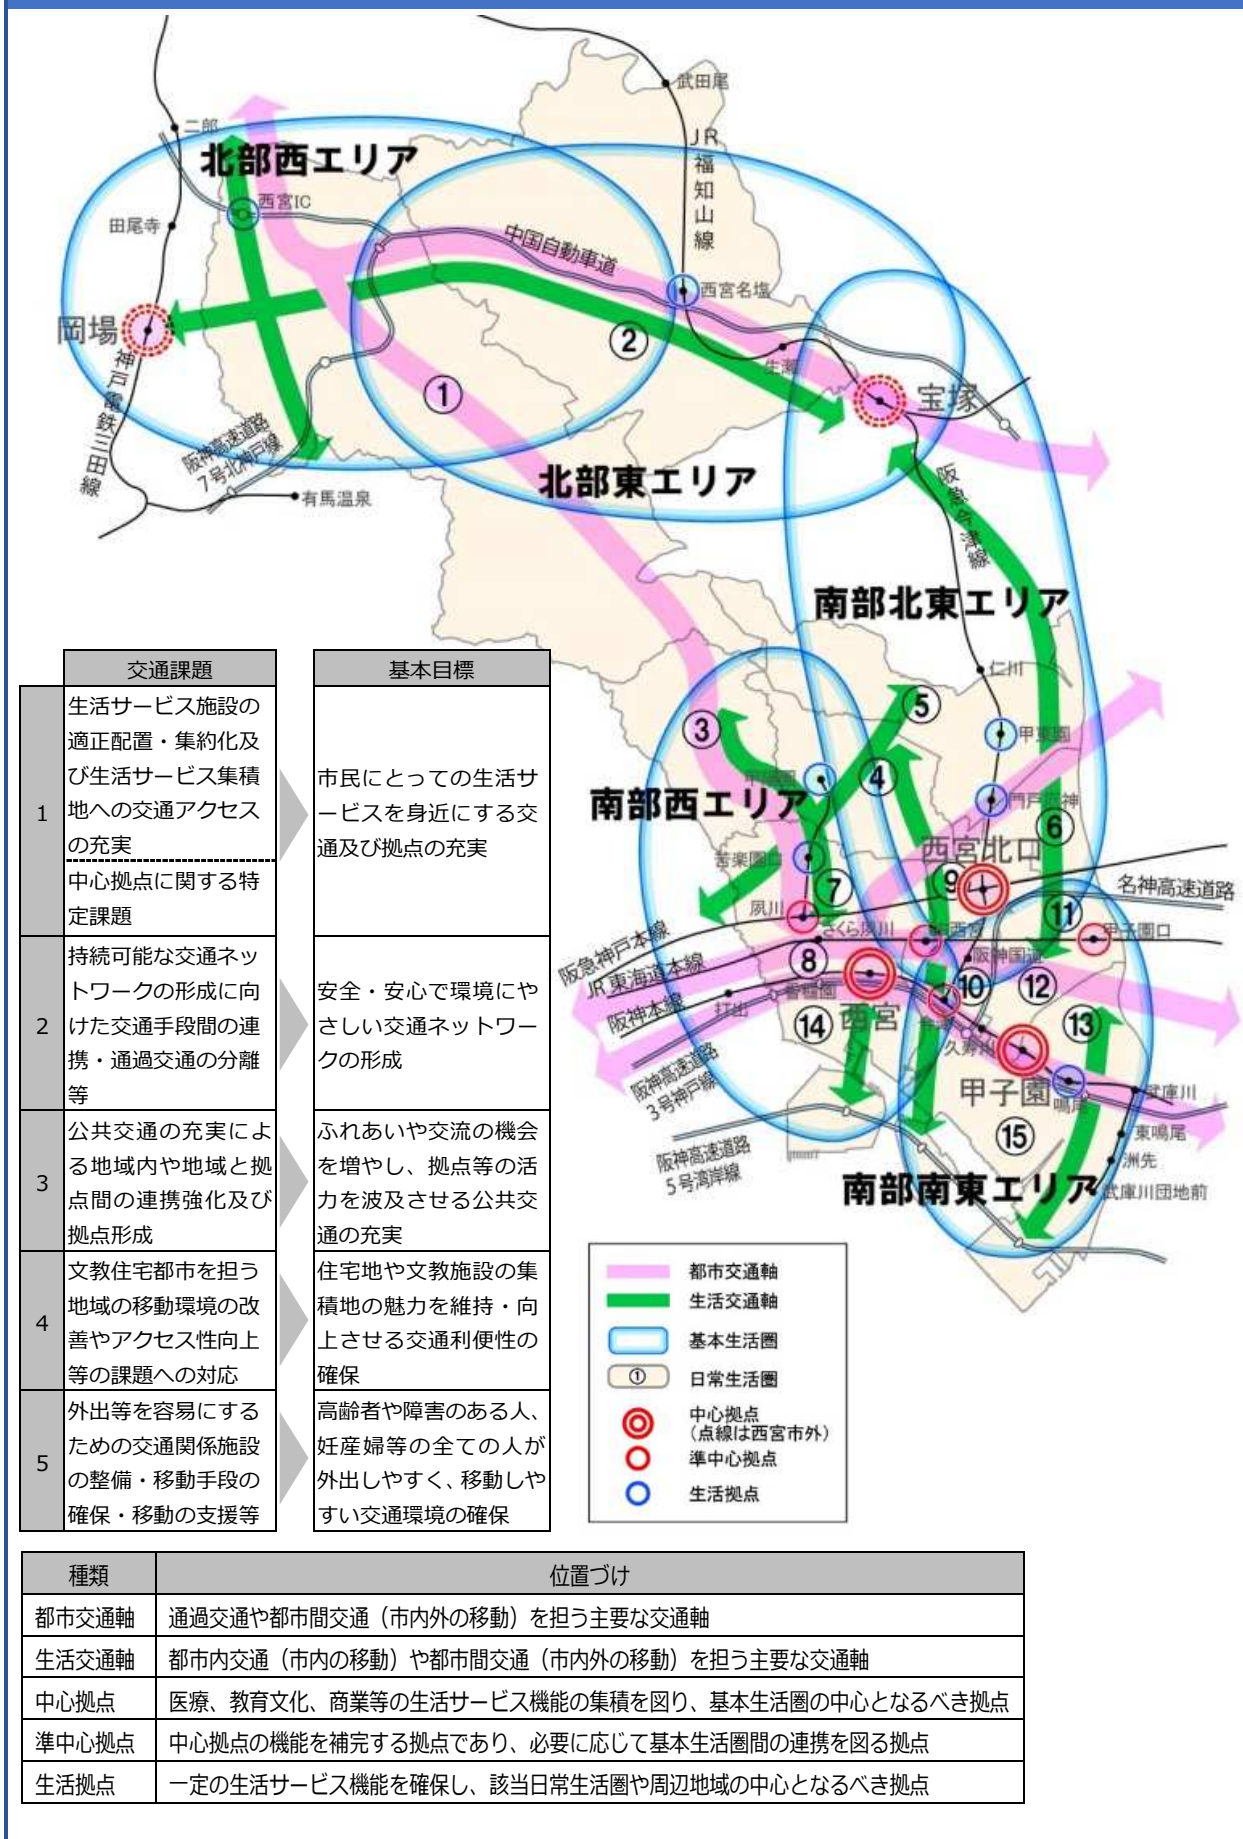 武田尾
JR福知山線
二郎
北部西エリア
西宮IC
田尾寺
中国自動車道
西宮名塩
岡場
②
生瀬
神戸電鉄三田線
①
宝塚
阪神高速道路
7号北神戸線
北部東エリア
有馬温泉
阪急今津線
南部北東エリア
仁川
交通課題
基本目標
1
生活サービス施設の
適正配置・集約化及
び生活サービス集積
地への交通アクセス
の充実
中心拠点に関する特
定課題
市民にとっての生活サ
ービスを身近にする交
通及び拠点の充実
2
持続可能な交通ネッ
トワークの形成に向
けた交通手段間の連
携・通過交通の分離
等
安全・安心で環境にや
さしい交通ネットワー
クの形成
3
公共交通の充実によ
る地域内や地域と拠
点間の連携強化及び
拠点形成
ふれあいや交流の機会
を増やし、拠点等の活
力を波及させる公共交
通の充実
4
文教住宅都市を担う
地域の移動環境の改
善やアクセス性向上
等の課題への対応
住宅地や文教施設の集
積地の魅力を維持・向
上させる交通利便性の
確保
5
外出等を容易にする
ための交通関係施設
の整備・移動手段の
確保・移動の支援等
高齢者や障害のある人、
妊産婦等の全ての人が
外出しやすく、移動しや
すい交通環境の確保
③
⑤
甲東園
④
南部西エリア
門戸厄神
⑥
西宮北口
苦楽園口
⑦
⑨
名神高速道路
夙川
⑪
さくら夙川
甲子園口
阪急神戸本線
JR東海道本線
阪神国道
⑧
⑩
⑫
阪神本線
打出
香櫨園
西宮
⑭
⑬
久寿川
阪神高速道路
3号神戸線
甲子園
鳴尾
武庫川
⑮
東鳴尾
洲先
阪神高速道路
5号湾岸線
南部南東エリア
武庫川団地前
都市交通軸
生活交通軸
基本生活圏
① 日常生活圏
中心拠点
(点線は西宮市外)
準中心拠点
生活拠点
種類 位置づけ
都市交通軸 通過交通や都市間交通（市内外の移動）を担う主要な交通軸
生活交通軸 都市内交通（市内の移動）や都市間交通（市内外の移動）を担う主要な交通軸
中心拠点 医療、教育文化、商業等の生活サービス機能の集積を図り、基本生活圏の中心となるべき拠点
準中心拠点 中心拠点の機能を補完する拠点であり、必要に応じて基本生活圏間の連携を図る拠点
生活拠点 一定の生活サービス機能を確保し、該当日常生活圏や周辺地域の中心となるべき拠点